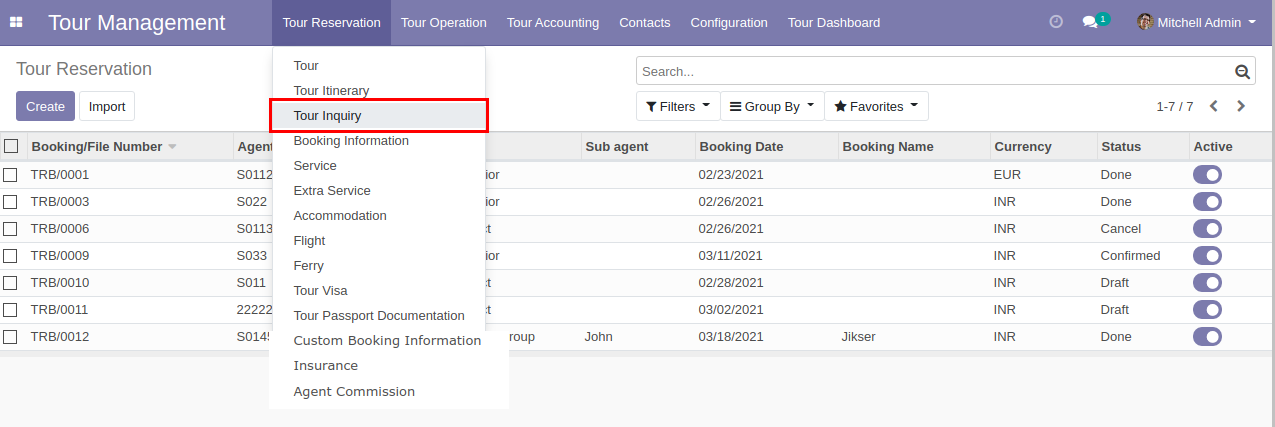 Tour Management Tour Reservation Tour Operation Tour Accounting Contacts Configuration Tour Dashboard 1 Mitchell Admin
Tour Reservation
Search...
Create Import
Filters Group By Favorites 1-7 / 7
Tour
Tour Itinerary
Tour Inquiry
Booking Information
Service
Extra Service
Accommodation
Flight
Ferry
Tour Visa
Tour Passport Documentation
Custom Booking Information
Insurance
Agent Commission
Booking/File Number Agent Sub agent Booking Date Booking Name Currency Status Active
TRB/0001 S0112 ior 02/23/2021 EUR Done
TRB/0003 S022 ior 02/26/2021 INR Done
TRB/0006 S0113 ct 02/26/2021 INR Cancel
TRB/0009 S033 ior 03/11/2021 INR Confirmed
TRB/0010 S011 ct 02/28/2021 INR Draft
TRB/0011 22222 ct 03/02/2021 INR Draft
TRB/0012 S0145 roup John 03/18/2021 Jikser INR Done